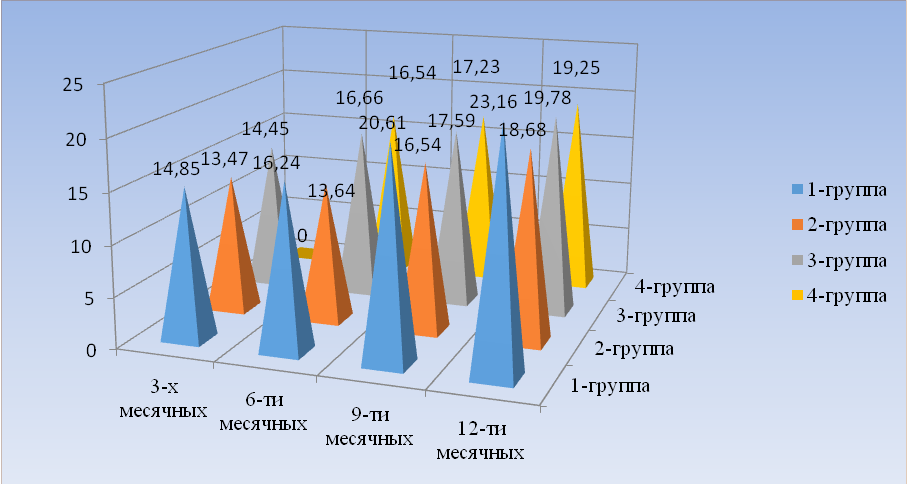 25
20
15
10
5
0
14,85
13,47
14,45
0
16,24
13,64
16,66
16,54
20,61
16,54
17,59
17,23
23,16
18,68
19,78
19,25
3-х
месячных
6-ти
месячных
9-ти
месячных
12-ти
месячных
4-группа
3-группа
2-группа
1-группа
1-группа
2-группа
3-группа
4-группа